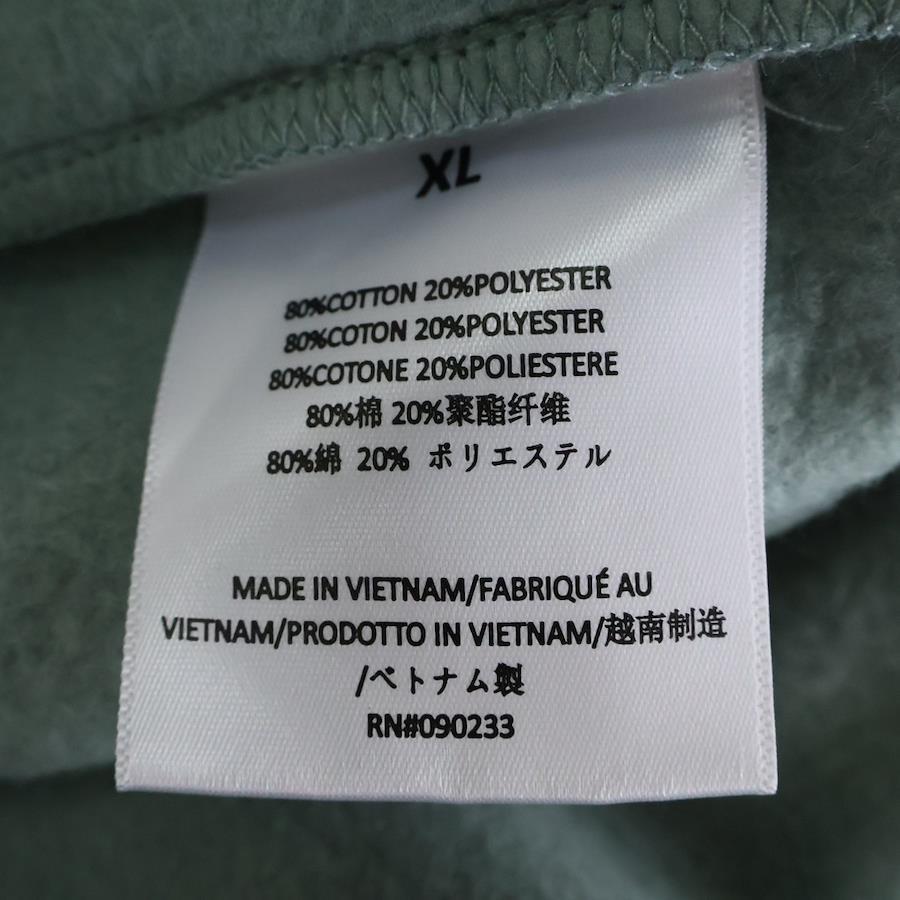 XL
80%COTTON 20%POLYESTER
80%COTON 20%POLYESTER
80%COTONE 20%POLIESTERE
80%棉 20%聚酯纤维
80%綿 20% ポリエステル
MADE IN VIETNAM/FABRIQUÉ AU
VIETNAM/PRODOTTO IN VIETNAM/越南制造
/ベトナム製
RN#090233